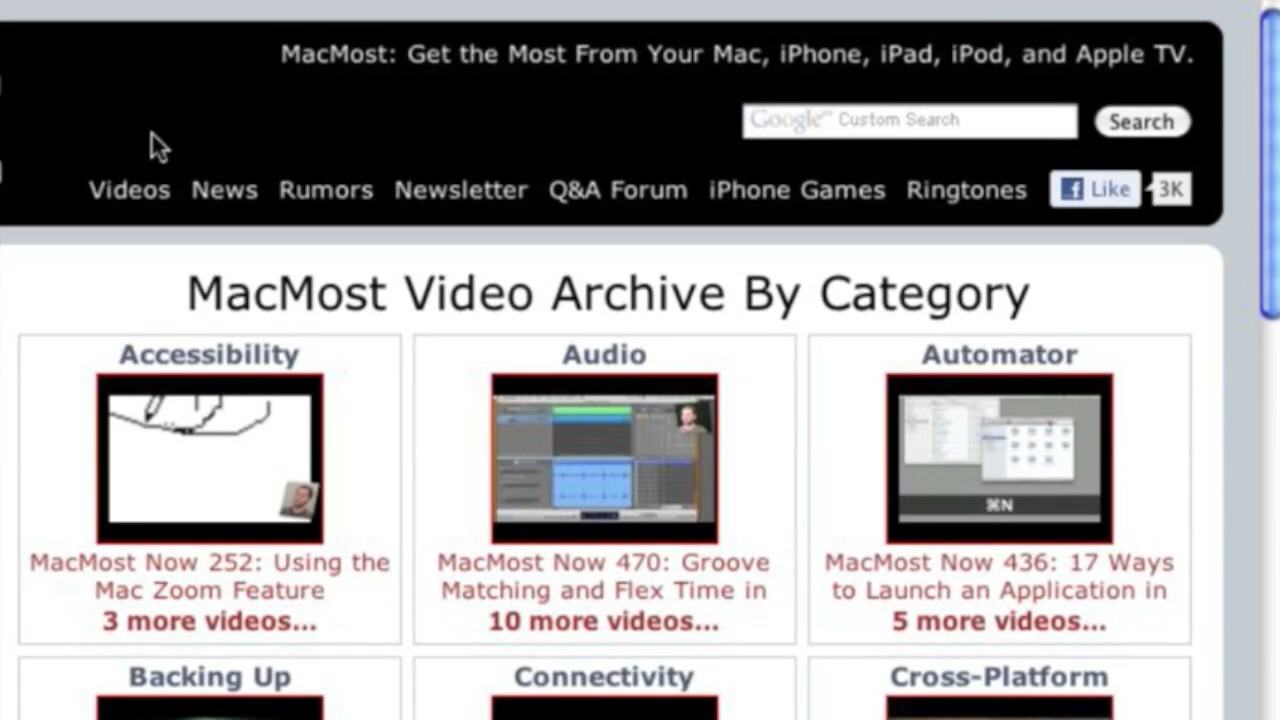 MacMost: Get the Most From Your Mac, iPhone, iPad, iPod, and Apple TV.
Google™ Custom Search
Search
Videos News Rumors Newsletter Q&A Forum iPhone Games Ringtones Like 3K
MacMost Video Archive By Category
Accessibility Audio Automator
⌘N
MacMost Now 252: Using the MacMost Now 470: Groove MacMost Now 436: 17 Ways
Mac Zoom Feature Matching and Flex Time in to Launch an Application in
3 more videos... 10 more videos... 5 more videos...
Backing Up Connectivity Cross-Platform